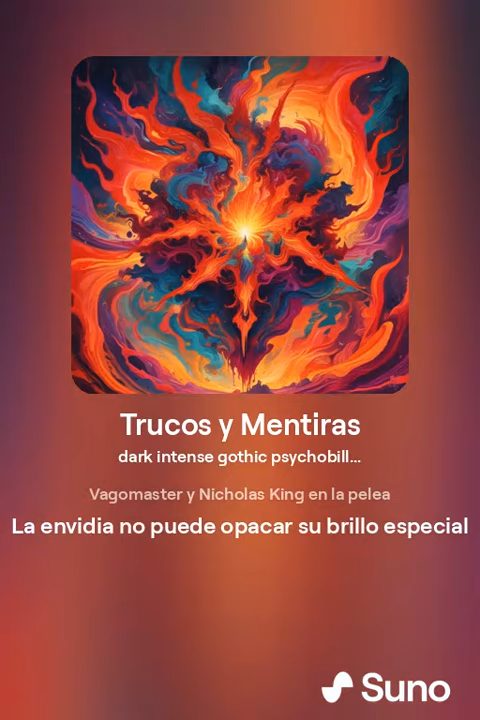 Trucos y Mentiras
dark intense gothic psychobill...
Vagomaster y Nicholas King en la pelea
La envidia no puede opacar su brillo especial
Suno